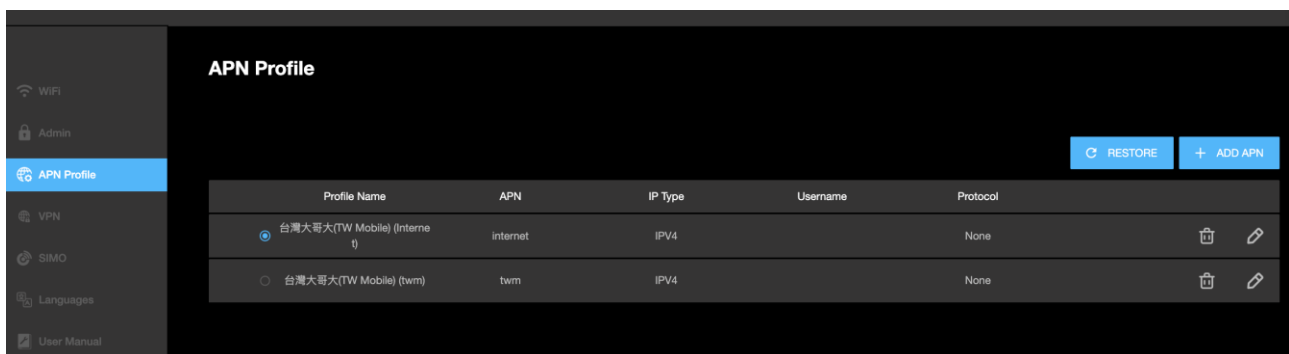 APN Profile
WiFi
Admin
APN Profile
VPN
SIMO
Languages
User Manual
RESTORE
ADD APN
Profile Name APN IP Type Username Protocol
台灣大哥大(TW Mobile) (Interne
t) internet IPV4 None
台灣大哥大(TW Mobile) (twm) twm IPV4 None